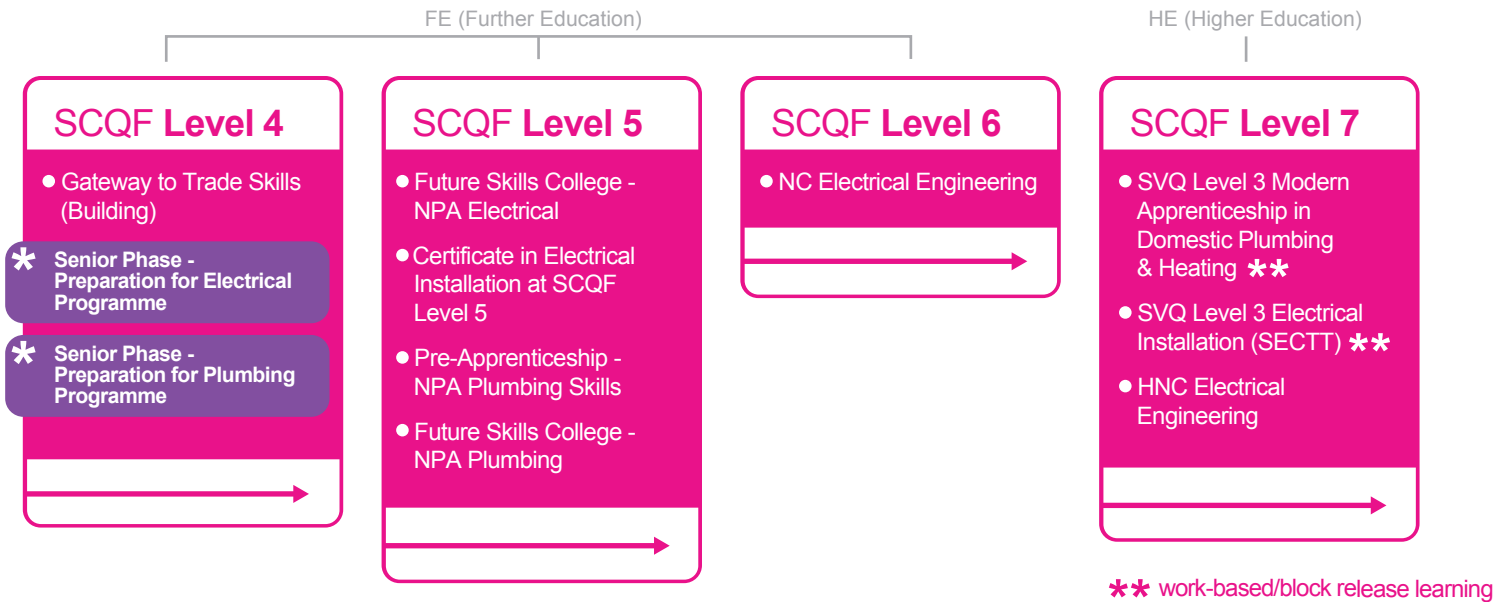 FE (Further Education)
HE (Higher Education)
SCQF Level 4
● Gateway to Trade Skills
(Building)
* Senior Phase -
Preparation for Electrical
Programme
* Senior Phase -
Preparation for Plumbing
Programme
SCQF Level 5
● Future Skills College -
NPA Electrical
● Certificate in Electrical
Installation at SCQF
Level 5
● Pre-Apprenticeship -
NPA Plumbing Skills
● Future Skills College -
NPA Plumbing
SCQF Level 6
● NC Electrical Engineering
SCQF Level 7
● SVQ Level 3 Modern
Apprenticeship in
Domestic Plumbing
& Heating **
● SVQ Level 3 Electrical
Installation (SECTT) **
● HNC Electrical
Engineering
** work-based/block release learning